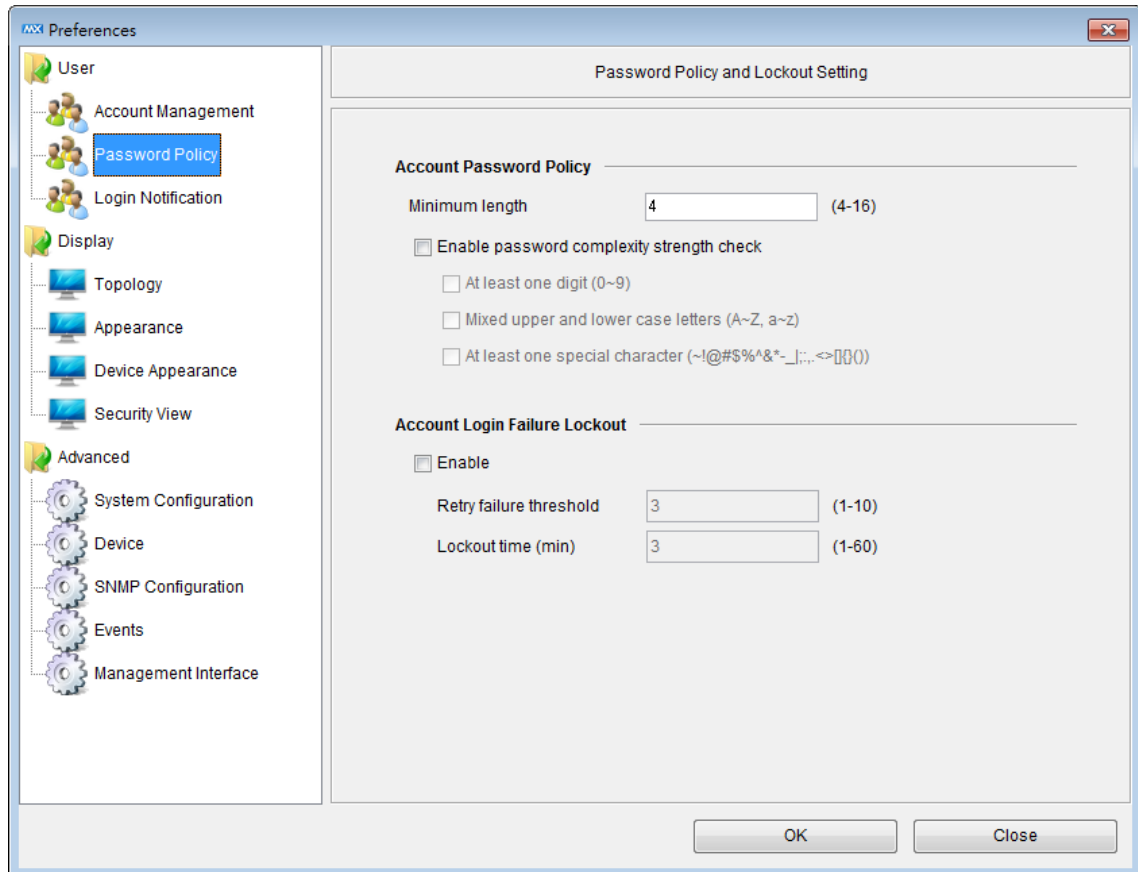 MX Preferences
User
Account Management
Password Policy
Login Notification
Display
Topology
Appearance
Device Appearance
Security View
Advanced
System Configuration
Device
SNMP Configuration
Events
Management Interface
Password Policy and Lockout Setting
Account Password Policy
Minimum length 4 (4-16)
Enable password complexity strength check
At least one digit (0~9)
Mixed upper and lower case letters (A~Z, a~z)
At least one special character (~!@#$%^&*-_|;:,.<>[]{}())
Account Login Failure Lockout
Enable
Retry failure threshold 3 (1-10)
Lockout time (min) 3 (1-60)
OK Close